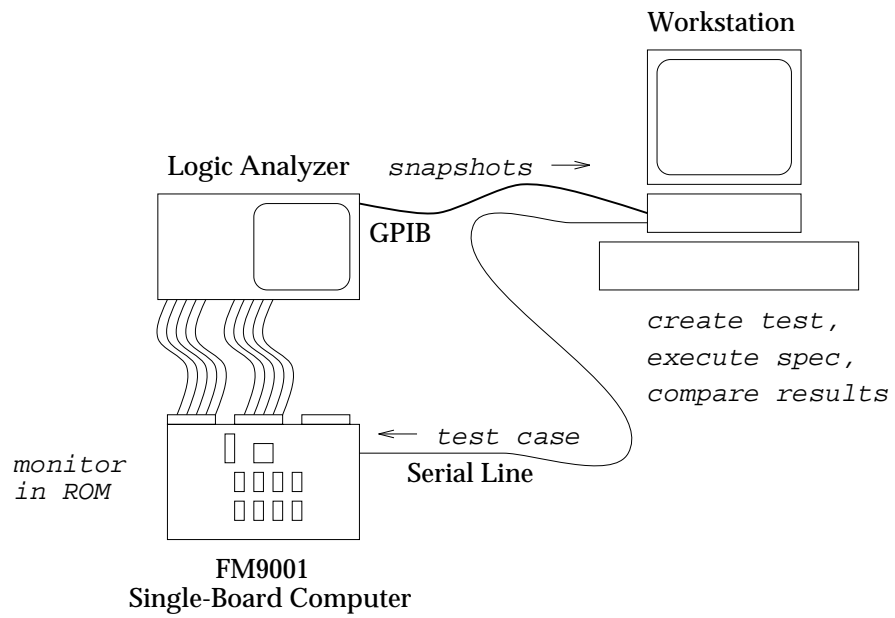 Workstation
Logic Analyzer
snapshots
GPIB
create test,
execute spec,
compare results
test case
Serial Line
monitor
in ROM
FM9001
Single-Board Computer